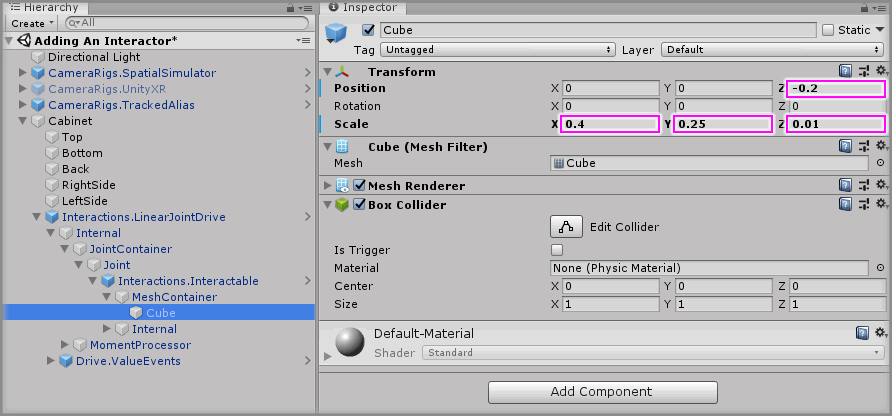 Hierarchy
Create
All
Adding An Interactor*
Directional Light
CameraRigs.SpatialSimulator
CameraRigs.UnityXR
CameraRigs.TrackedAlias
Cabinet
Top
Bottom
Back
RightSide
LeftSide
Interactions.LinearJointDrive
Internal
JointContainer
Joint
Interactions.Interactable
MeshContainer
Cube
Internal
MomentProcessor
Drive.ValueEvents
Inspector
Cube Static
Tag Untagged Layer Default
Transform
Position X 0 Y 0 Z -0.2
Rotation X 0 Y 0 Z 0
Scale X 0.4 Y 0.25 Z 0.01
Cube (Mesh Filter)
Mesh Cube
Mesh Renderer
Box Collider
Edit Collider
Is Trigger
Material None (Physic Material)
Center X 0 Y 0 Z 0
Size X 1 Y 1 Z 1
Default-Material
Shader Standard
Add Component